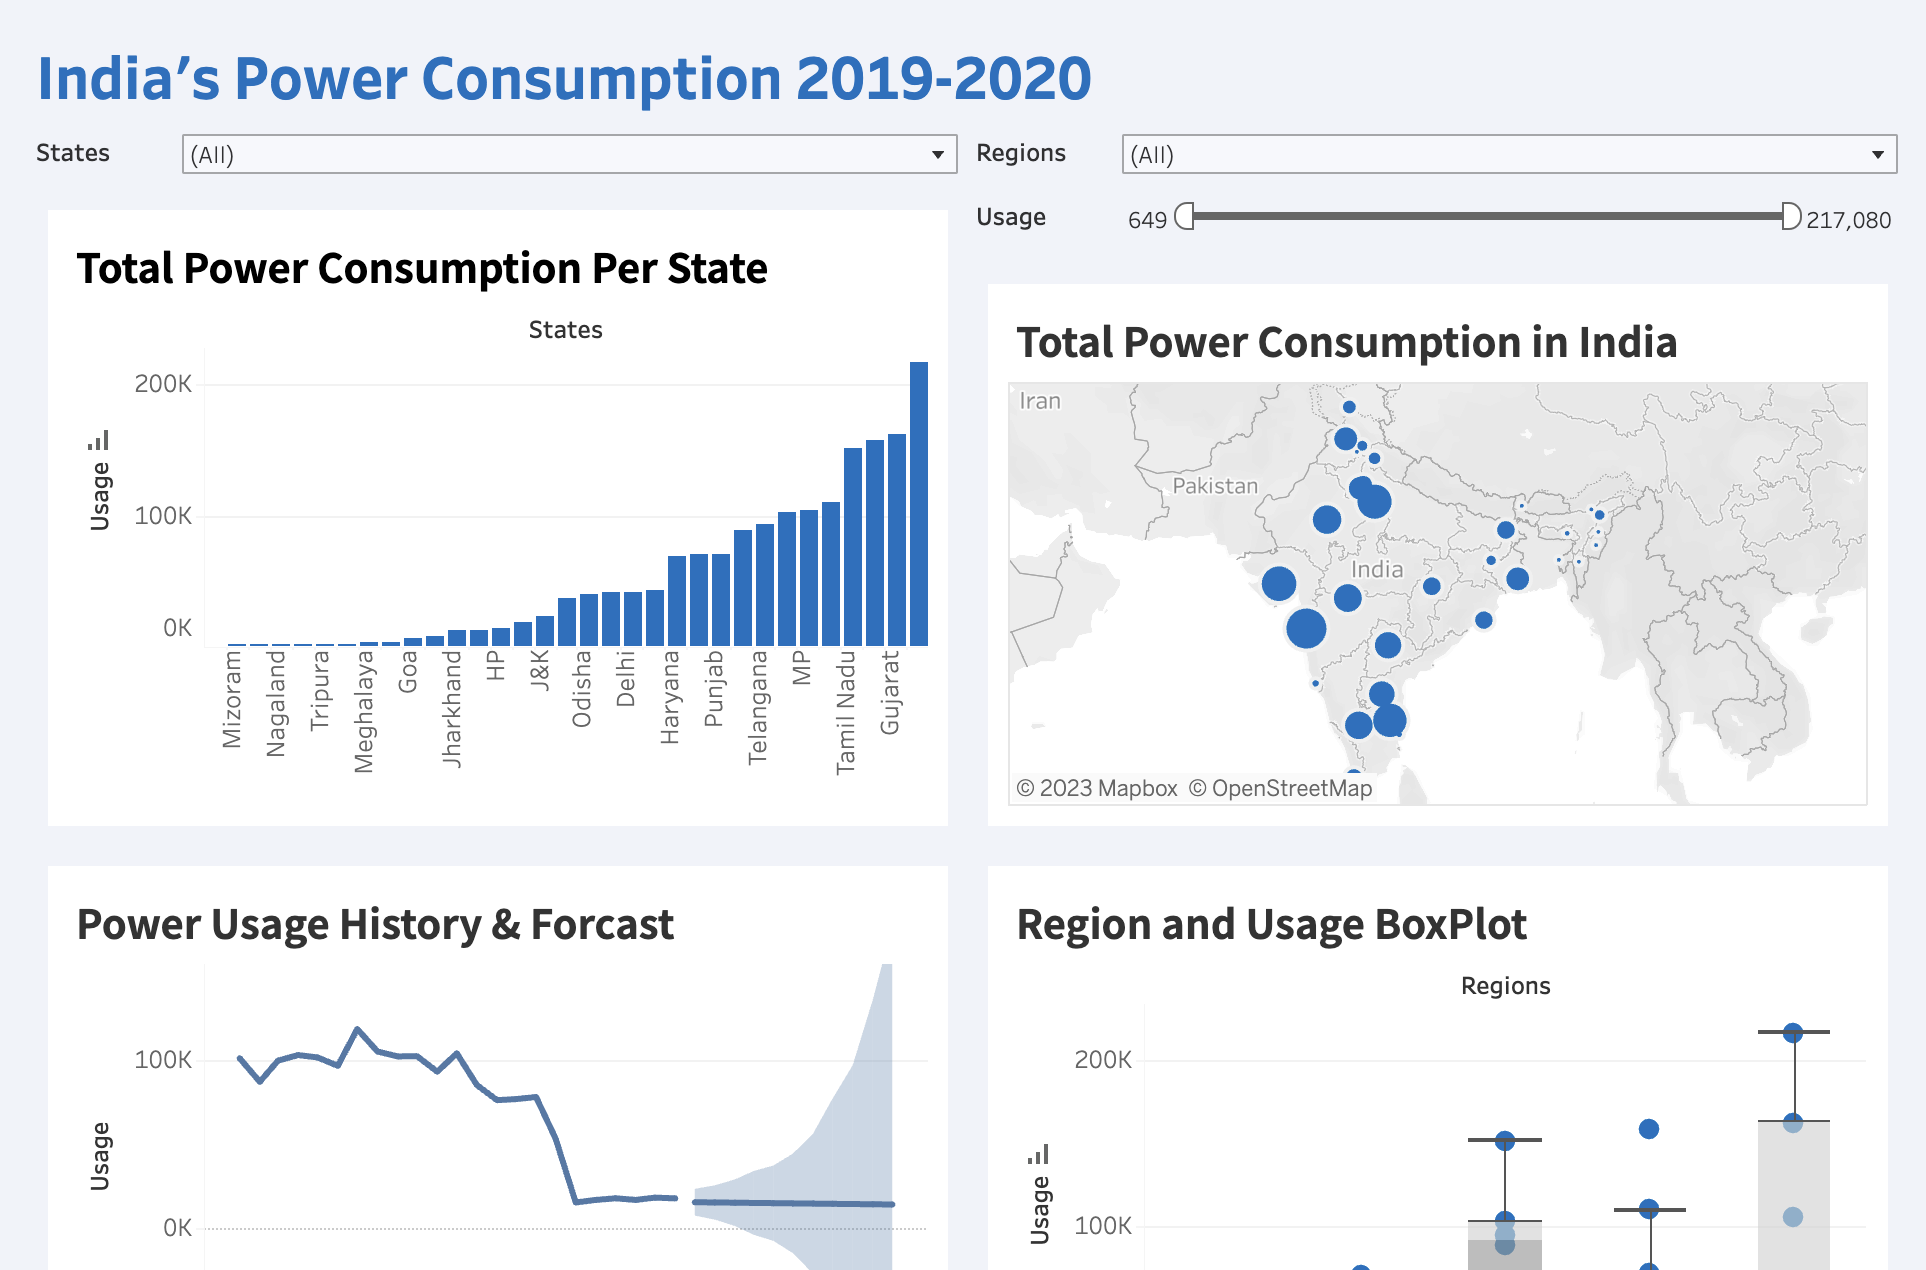 India's Power Consumption 2019-2020
States
(All)
Regions
(All)
Usage
649
217,080
Total Power Consumption Per State
States
200K
100K
0K
Usage
Mizoram
Nagaland
Tripura
Meghalaya
Goa
Jharkhand
HP
J&K
Odisha
Delhi
Haryana
Punjab
Telangana
MP
Tamil Nadu
Gujarat
Total Power Consumption in India
Iran
Pakistan
India
© 2023 Mapbox © OpenStreetMap
Power Usage History & Forcast
100K
0K
Usage
Region and Usage BoxPlot
Regions
200K
100K
Usage